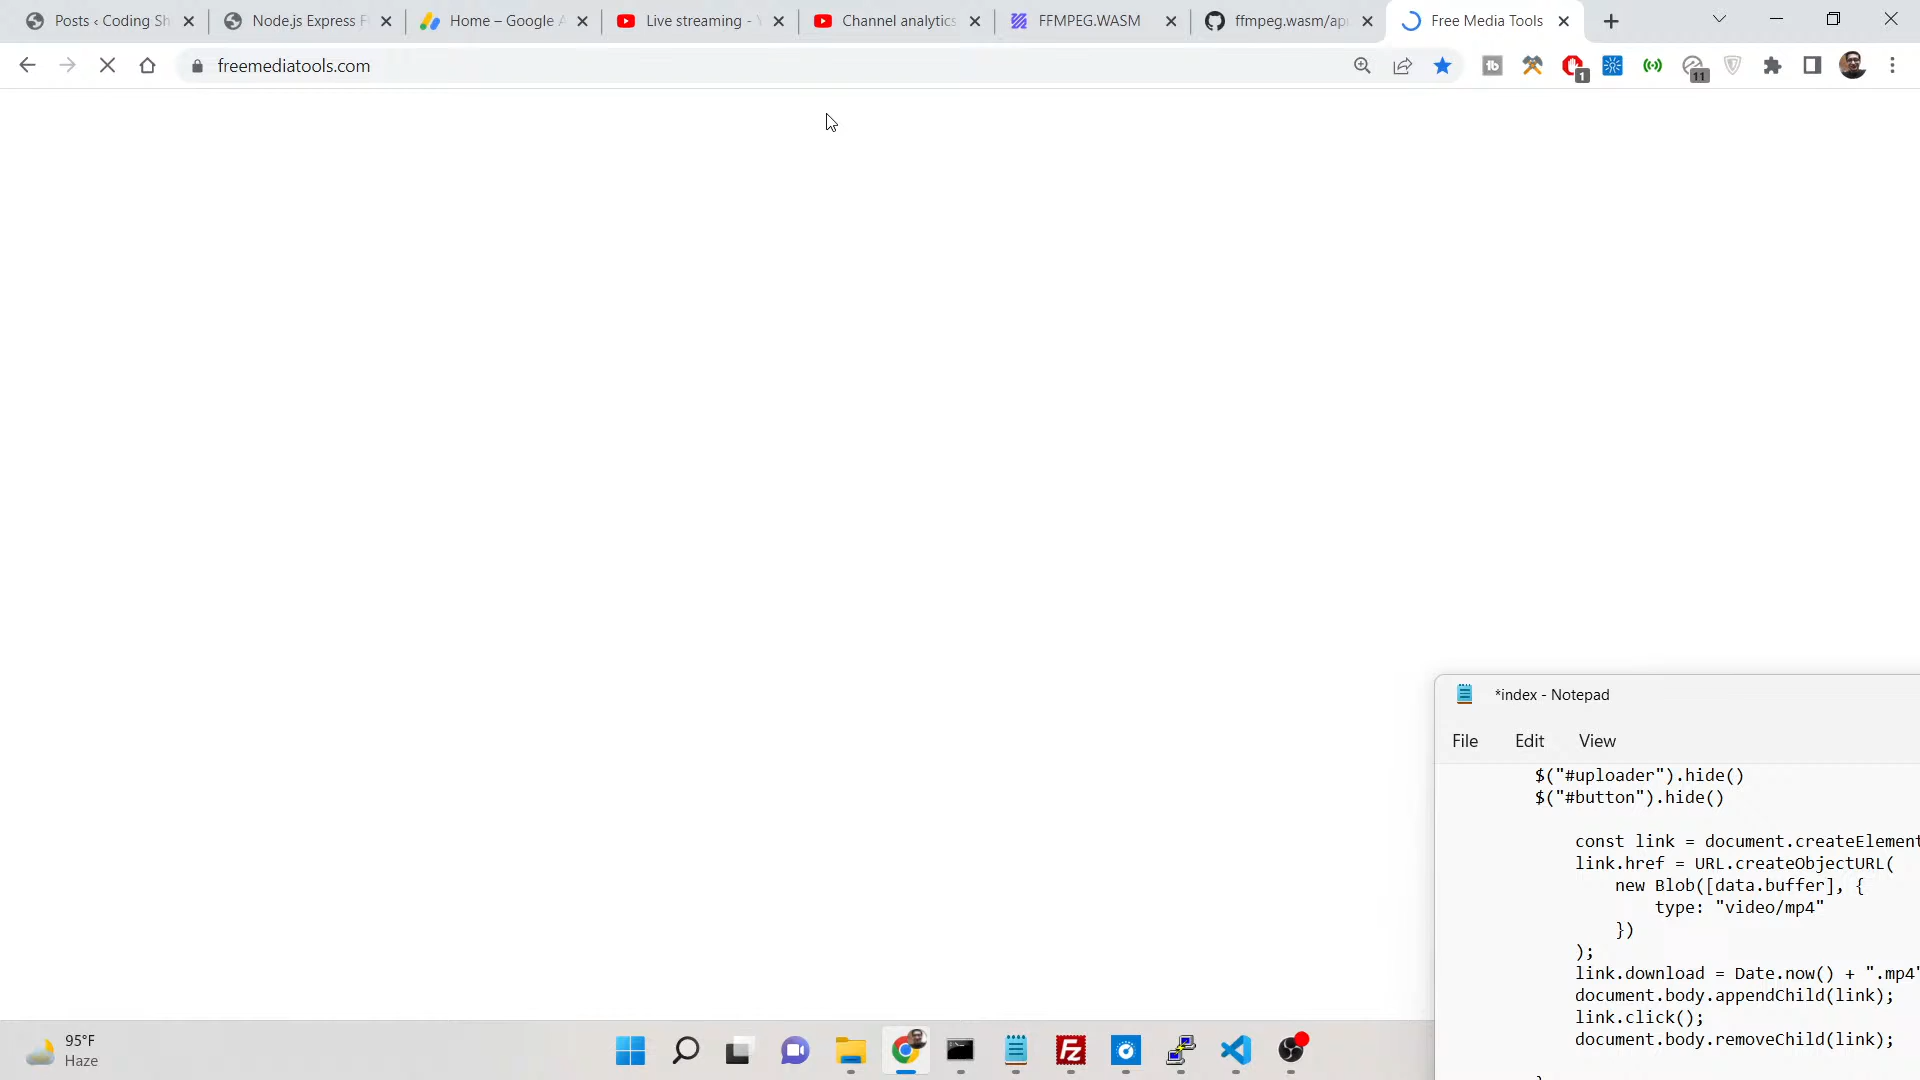 Posts ‹ Coding Sh
Node.js Express F
Home – Google A
Live streaming - Y
Channel analytics
FFMPEG.WASM
ffmpeg.wasm/api
Free Media Tools
freemediatools.com
1
11
*index - Notepad
File Edit View
$("#uploader").hide()
$("#button").hide()
const link = document.createElement
link.href = URL.createObjectURL(
new Blob([data.buffer], {
type: "video/mp4"
})
);
link.download = Date.now() + ".mp4"
document.body.appendChild(link);
link.click();
document.body.removeChild(link);
95°F
Haze